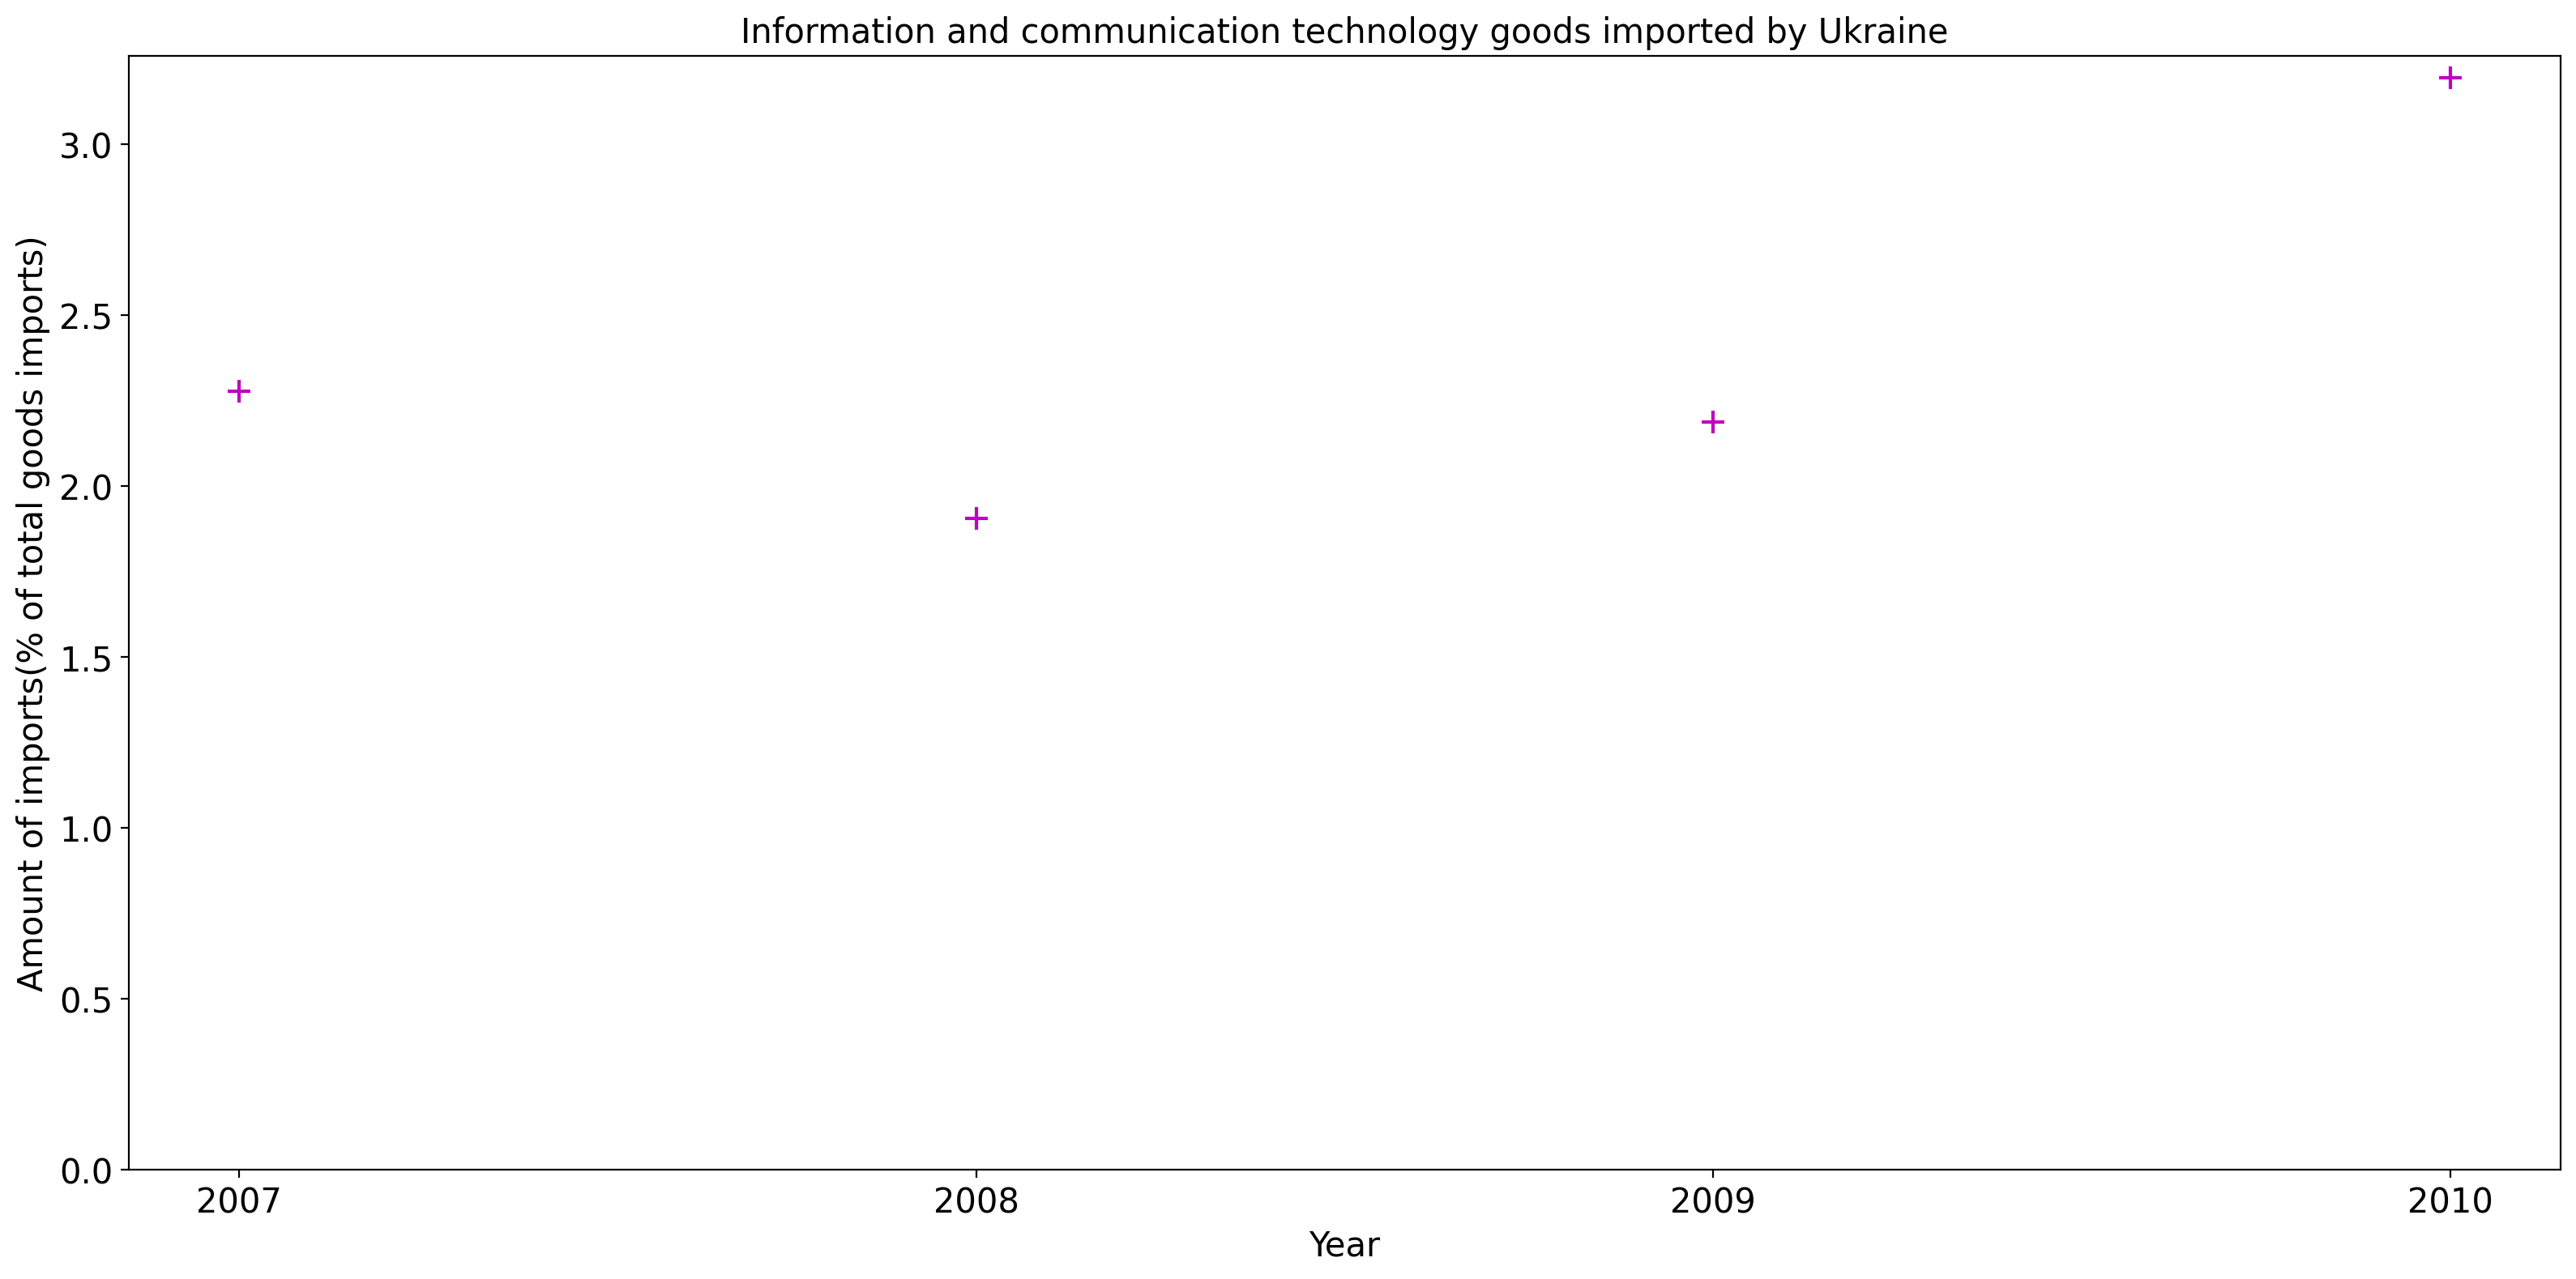 Information and communication technology goods imported by Ukraine
Amount of imports(% of total goods imports)
3.0
2.5
2.0
1.5
1.0
0.5
0.0
2007 2008 2009 2010
Year